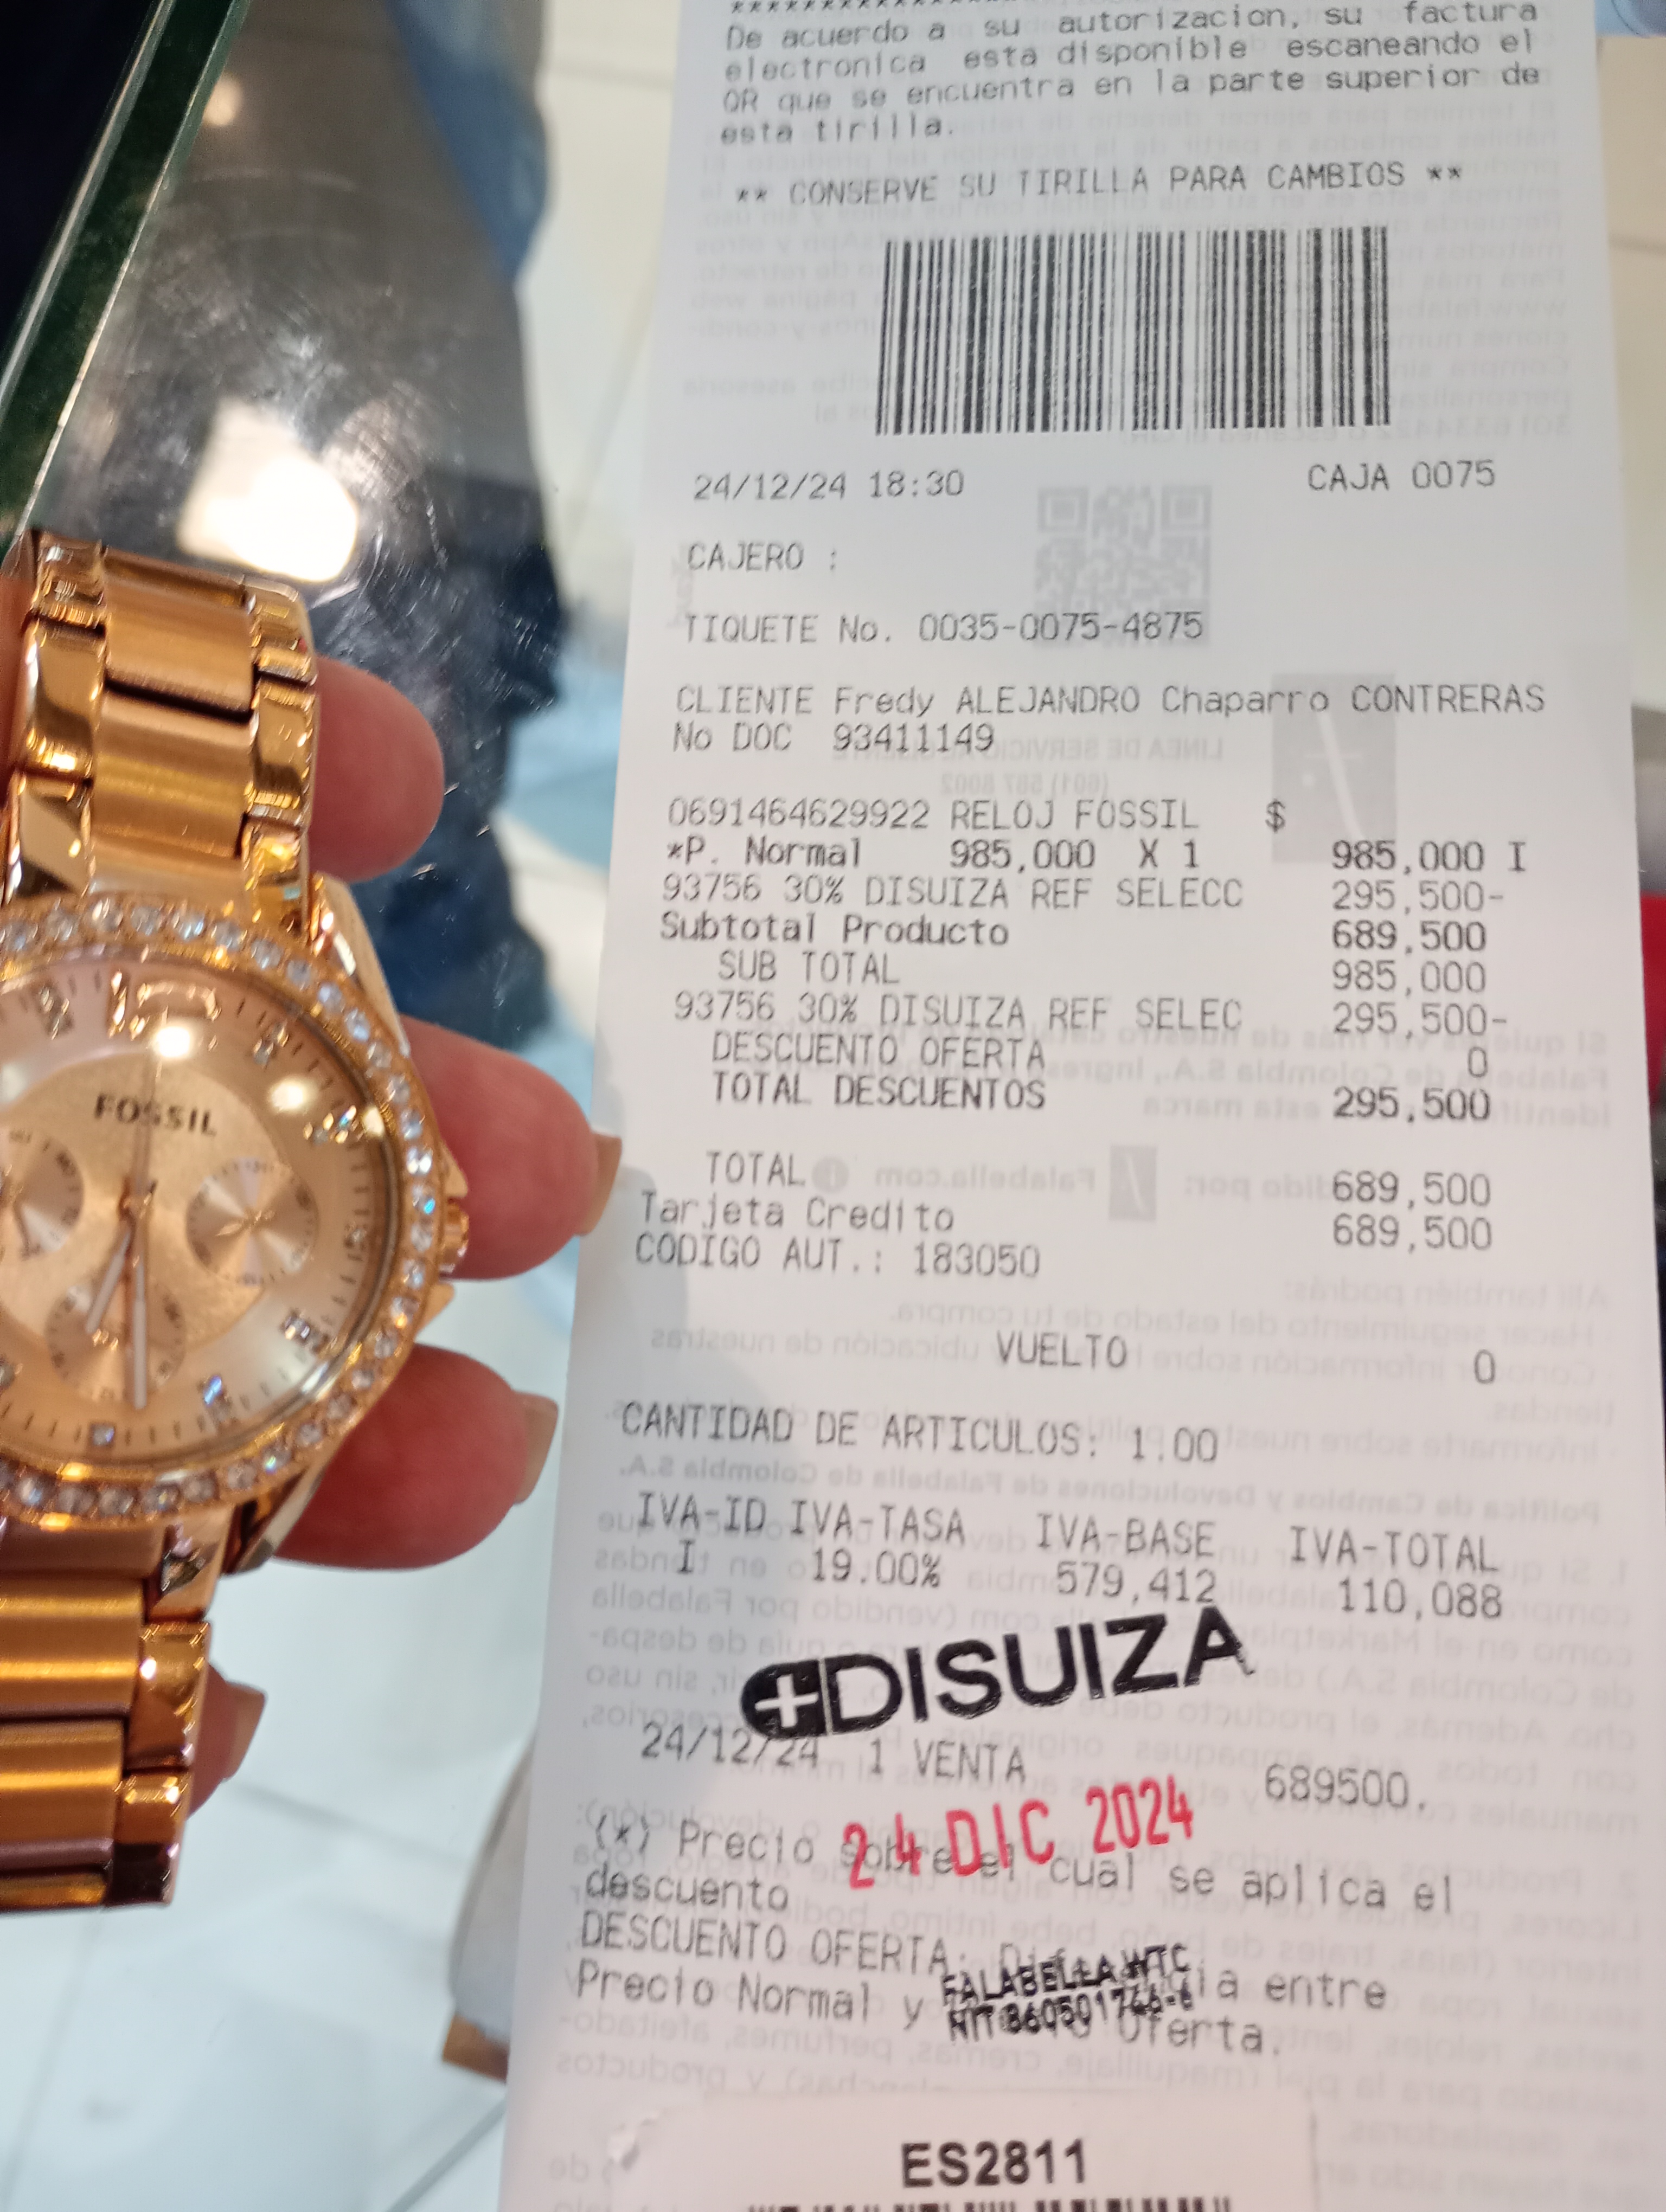 De acuerdo a su autorizacion, su factura
electronica esta disponible escaneando el
QR que se encuentra en la parte superior de
esta tirilla.
** CONSERVE SU TIRILLA PARA CAMBIOS **
24/12/24 18:30 CAJA 0075
CAJERO :
TIQUETE No. 0035-0075-4875
CLIENTE Fredy ALEJANDRO Chaparro CONTRERAS
No DOC 93411149
0691464629922 RELOJ FOSSIL $
*P. Normal 985,000 X 1 985,000 I
93756 30% DISUIZA REF SELECC 295,500-
Subtotal Producto 689,500
SUB TOTAL 985,000
93756 30% DISUIZA REF SELEC 295,500-
DESCUENTO OFERTA 0
TOTAL DESCUENTOS 295,500
TOTAL 689,500
Tarjeta Credito 689,500
CODIGO AUT.: 183050
VUELTO 0
CANTIDAD DE ARTICULOS: 1.00
IVA-ID IVA-TASA IVA-BASE IVA-TOTAL
I 19.00% 579,412 110,088
DISUIZA
24/12/24 1 VENTA 689500.
24 DIC 2024
(*) Precio sobre el cual se aplica el
descuento
DESCUENTO OFERTA: entre
Precio Normal y Oferta.
FALABELLA WTC
NIT
ES2811
FOSSIL